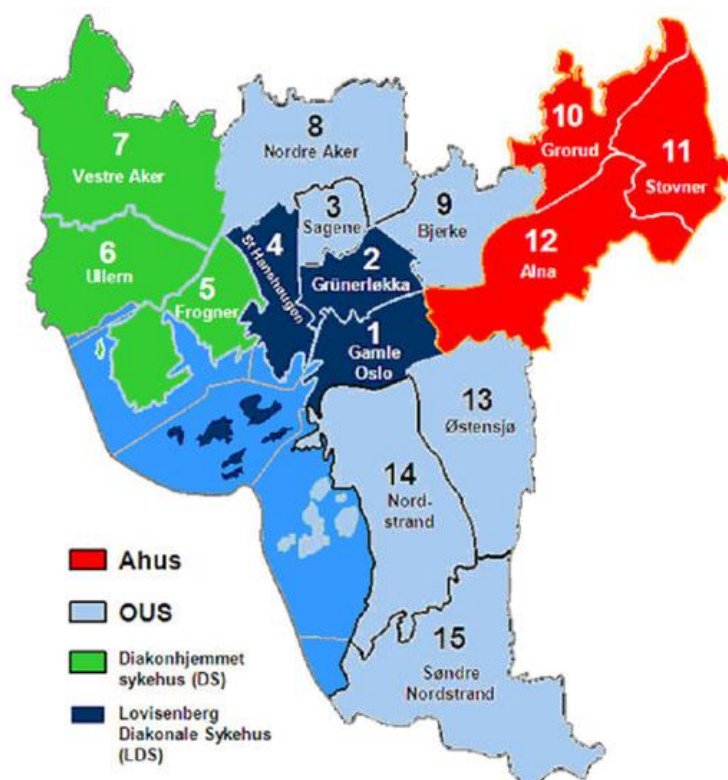 7
Vestre Aker
8
Nordre Aker
10
Grorud
11
Stovner
3
Sagene
9
Bjerke
6
Ullern
4
St Hanshaugen
2
Grünerløkka
12
Alna
5
Frogner
1
Gamle
Oslo
13
Østensjø
14
Nord-
strand
15
Søndre
Nordstrand
Ahus
OUS
Diakonhjemmet
sykehus (DS)
Lovisenberg
Diakonale Sykehus
(LDS)